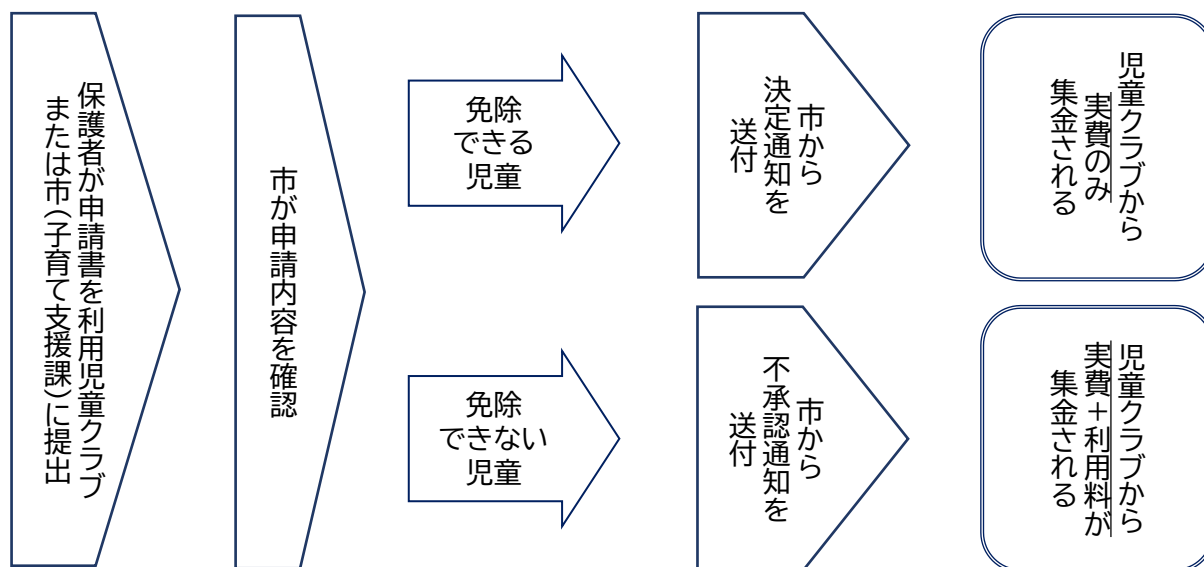 保護者が申請書を利用児童クラブ
または市(子育て支援課)に提出
市が申請内容を確認
免除
できる
児童
市から
決定通知を
送付
児童クラブから
実費のみ
集金される
免除
できない
児童
市から
不承認通知を
送付
児童クラブから
実費+利用料が
集金される